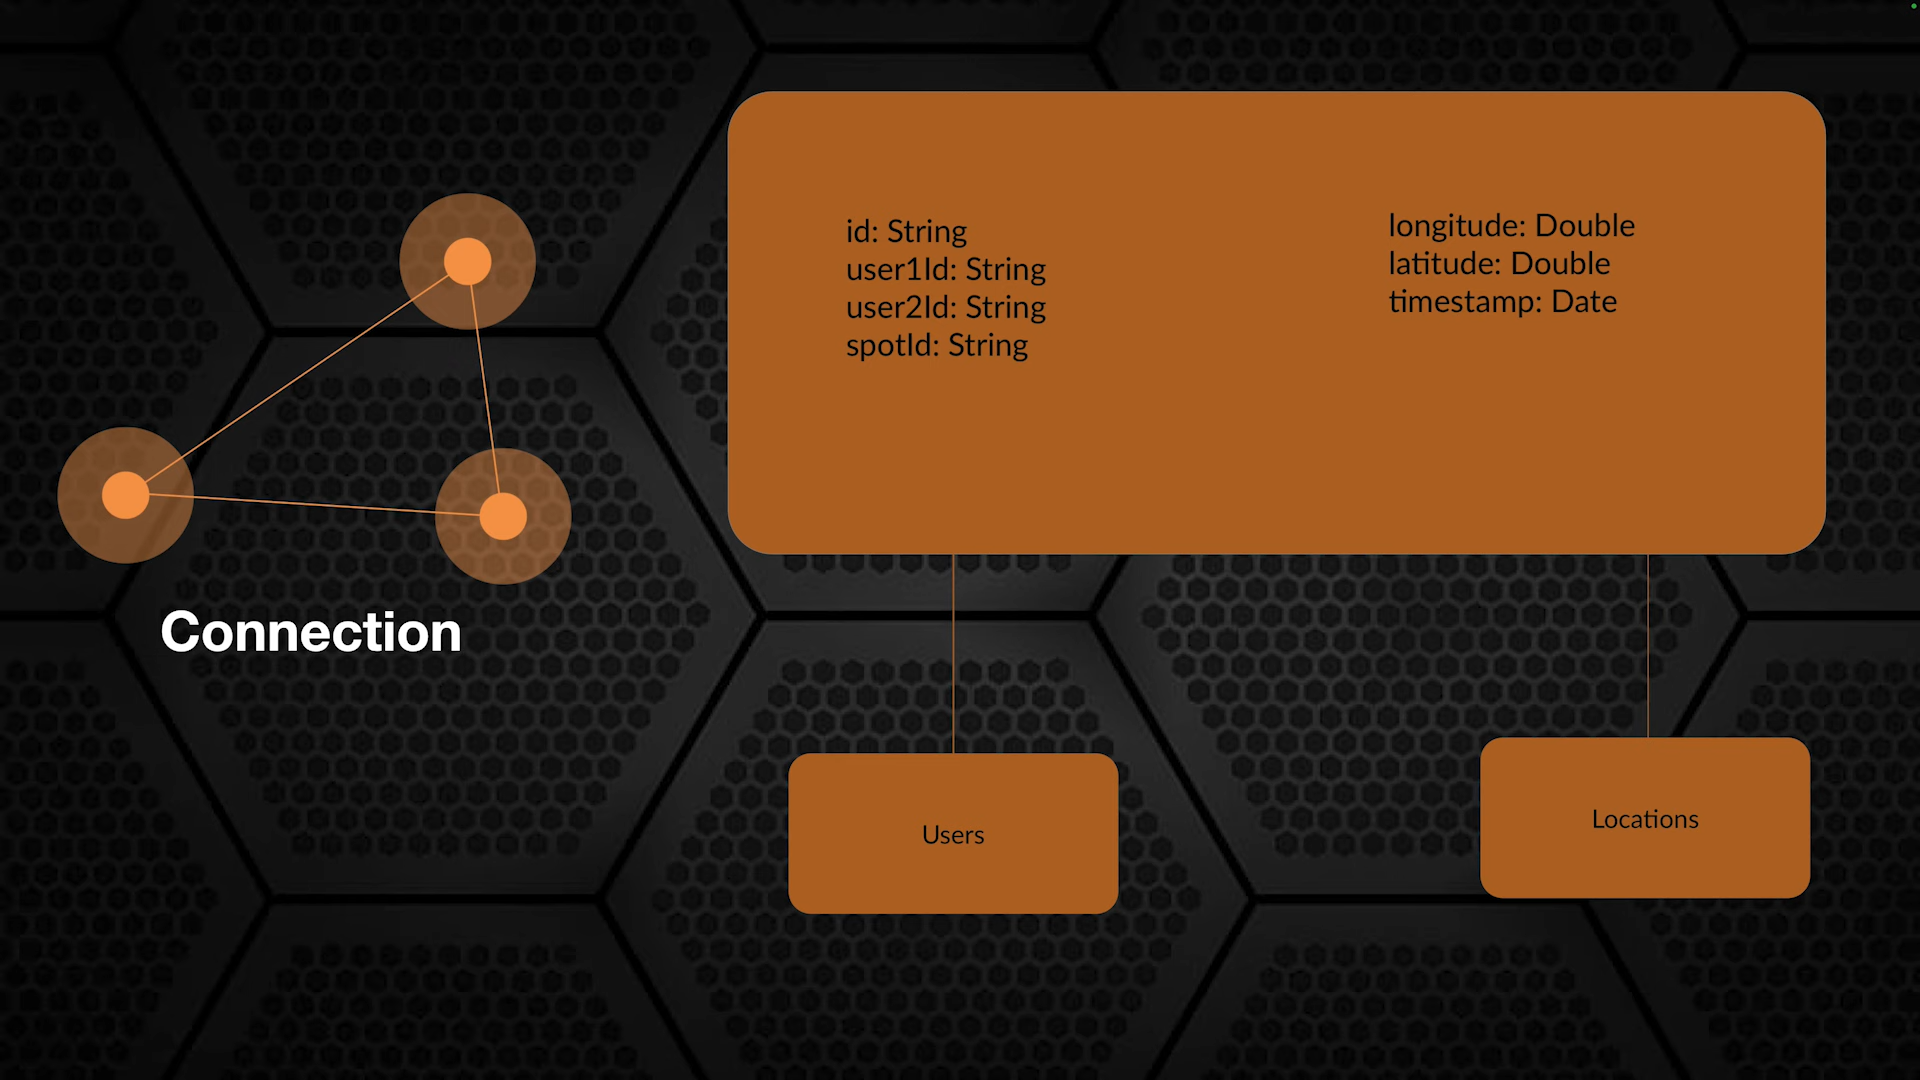 Connection
id: String
user1Id: String
user2Id: String
spotId: String
longitude: Double
latitude: Double
timestamp: Date
Users
Locations